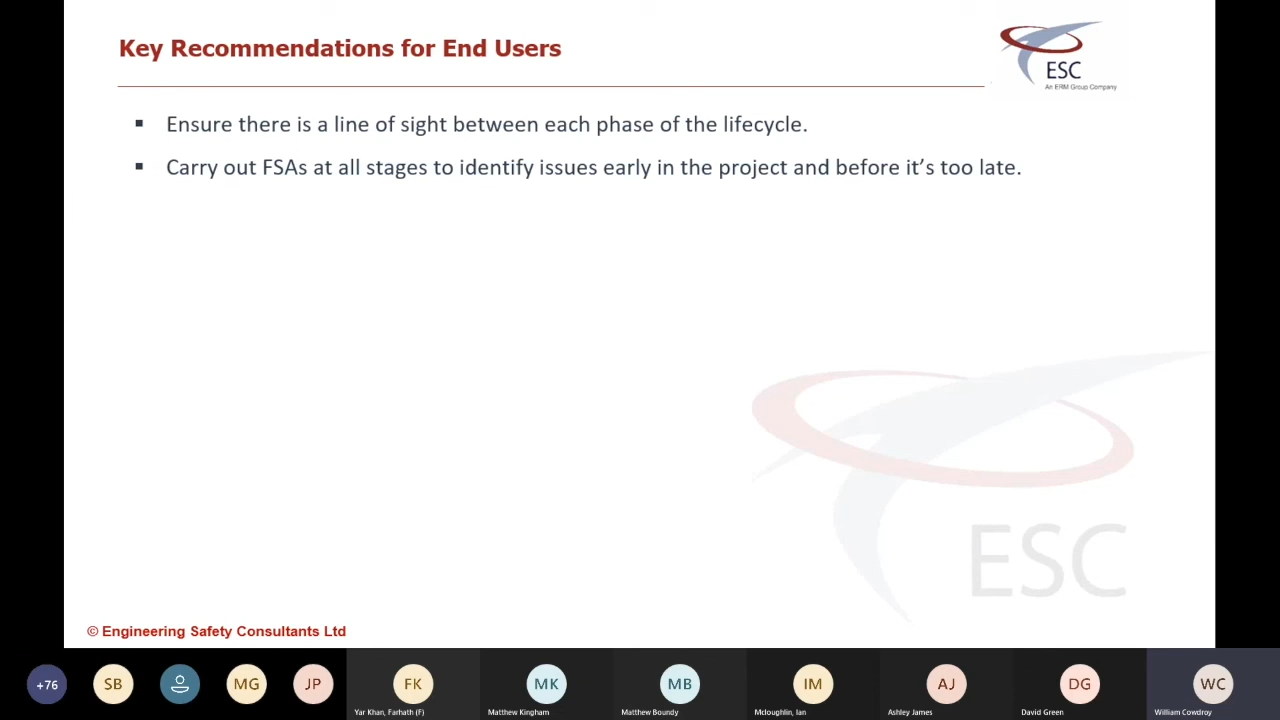 Key Recommendations for End Users
ESC
An ERM Group Company
▪ Ensure there is a line of sight between each phase of the lifecycle.
▪ Carry out FSAs at all stages to identify issues early in the project and before it’s too late.
ESC
© Engineering Safety Consultants Ltd
+76
SB
MG
JP
FK
MK
MB
IM
AJ
DG
WC
Yar Khan, Farhath (F)
Matthew Kingham
Matthew Boundy
Mcloughlin, Ian
Ashley James
David Green
William Cowdroy